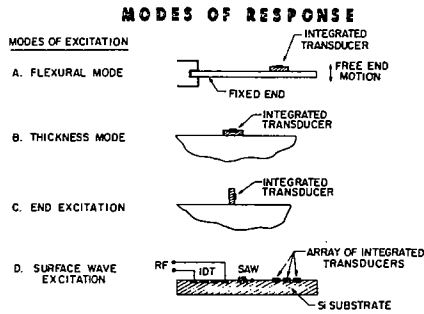 MODES OF RESPONSE
MODES OF EXCITATION
INTEGRATED
TRANSDUCER
A. FLEXURAL MODE
FREE END
MOTION
FIXED END
INTEGRATED
TRANSDUCER
B. THICKNESS MODE
INTEGRATED
TRANSDUCER
C. END EXCITATION
ARRAY OF INTEGRATED
TRANSDUCERS
D. SURFACE WAVE
EXCITATION
RF
IDT
SAW
Si SUBSTRATE